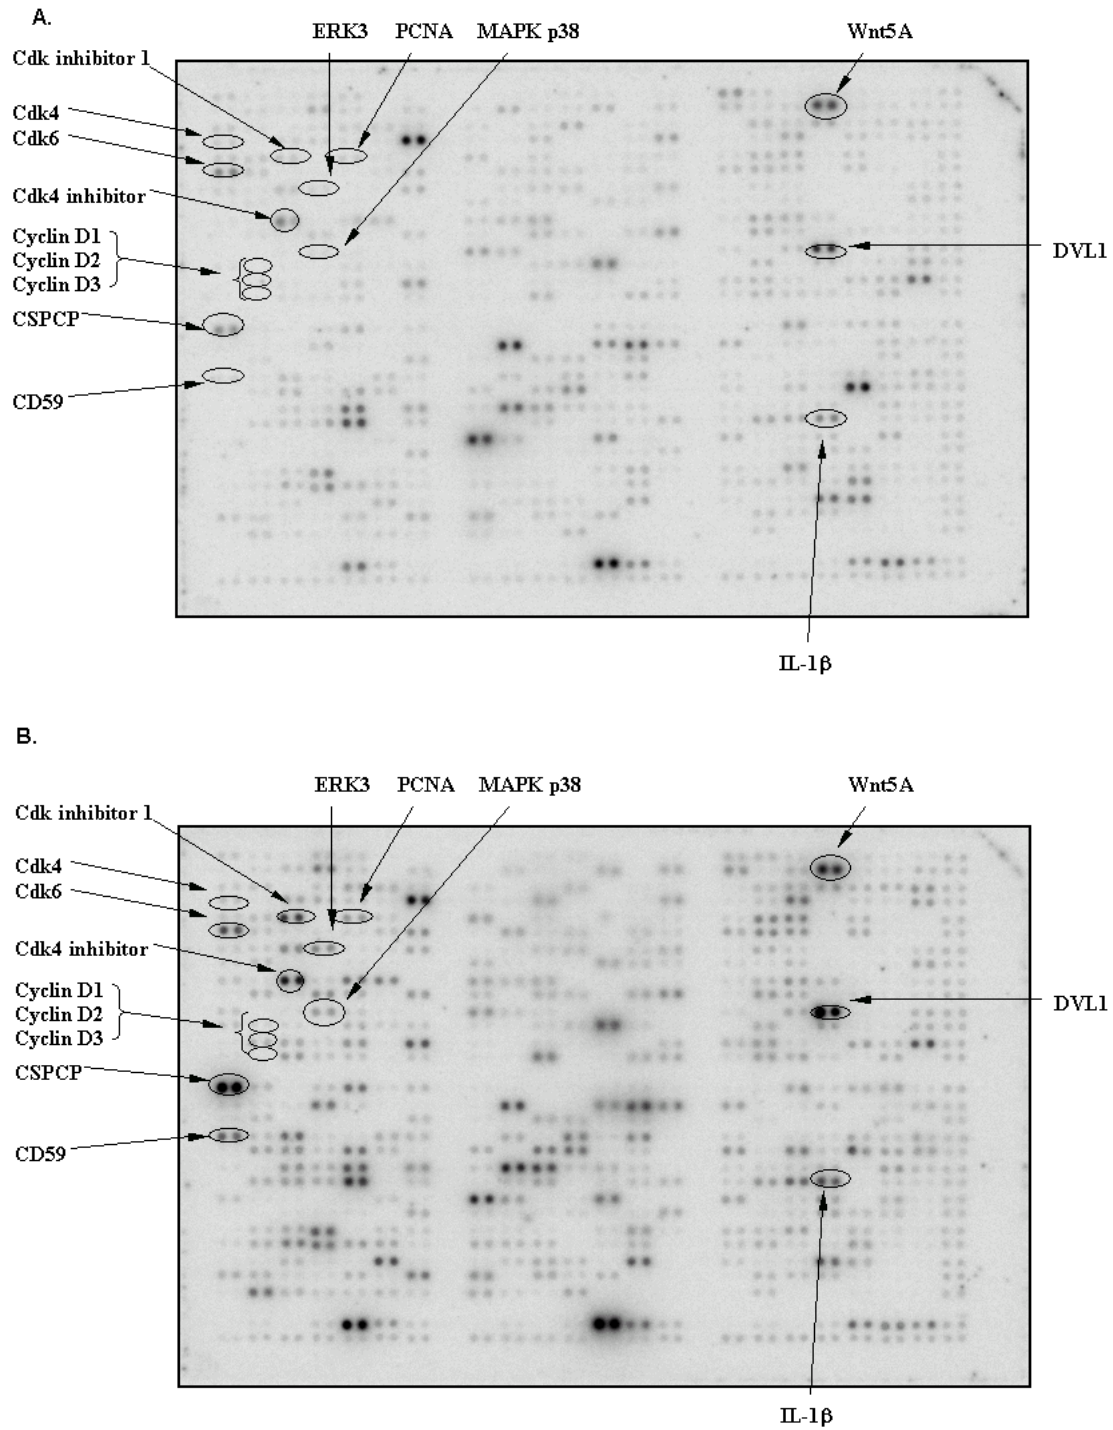 A.
ERK3 PCNA MAPK p38 Wnt5A
Cdk inhibitor 1
Cdk4
Cdk6
Cdk4 inhibitor
Cyclin D1
Cyclin D2
Cyclin D3
DVL1
CSPCP
CD59
IL-1β
B.
ERK3 PCNA MAPK p38 Wnt5A
Cdk inhibitor 1
Cdk4
Cdk6
Cdk4 inhibitor
Cyclin D1
Cyclin D2
Cyclin D3
DVL1
CSPCP
CD59
IL-1β